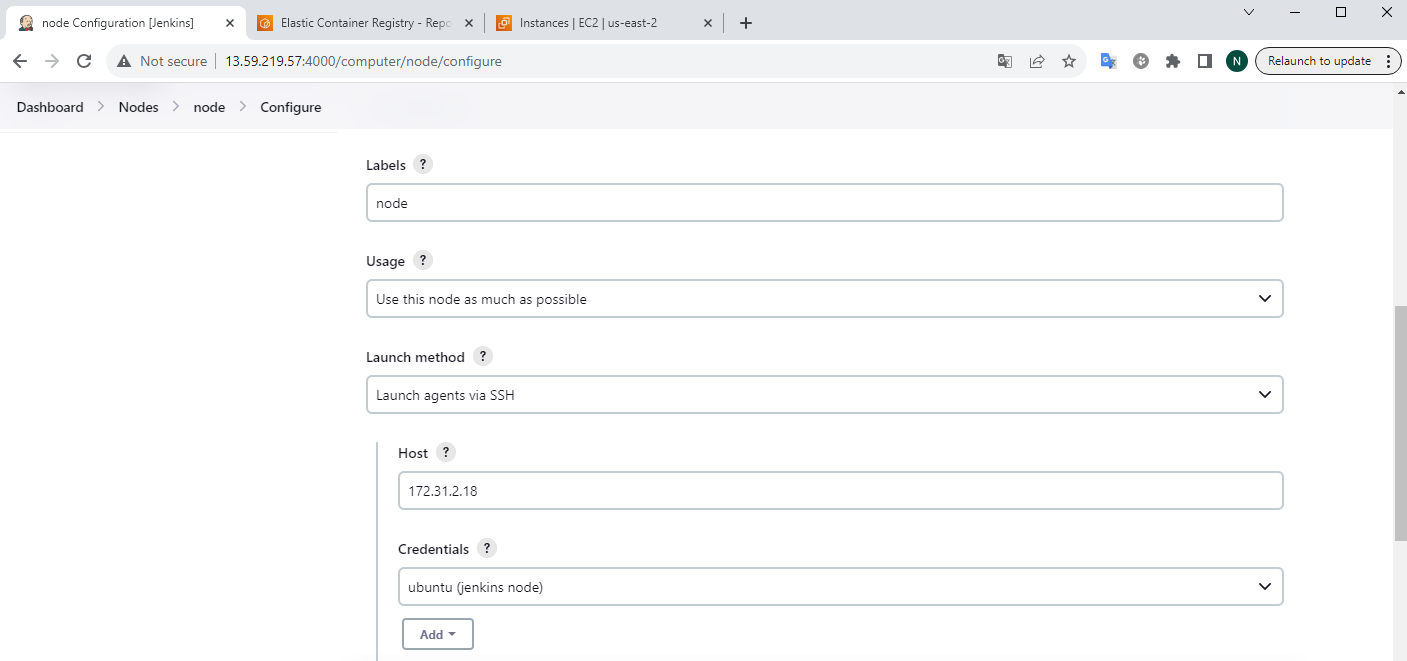 node Configuration [Jenkins]
Elastic Container Registry - Repo
Instances | EC2 | us-east-2
Not secure
13.59.219.57:4000/computer/node/configure
N
Relaunch to update
Dashboard
Nodes
node
Configure
Labels ?
node
Usage ?
Use this node as much as possible
Launch method ?
Launch agents via SSH
Host ?
172.31.2.18
Credentials ?
ubuntu (jenkins node)
Add